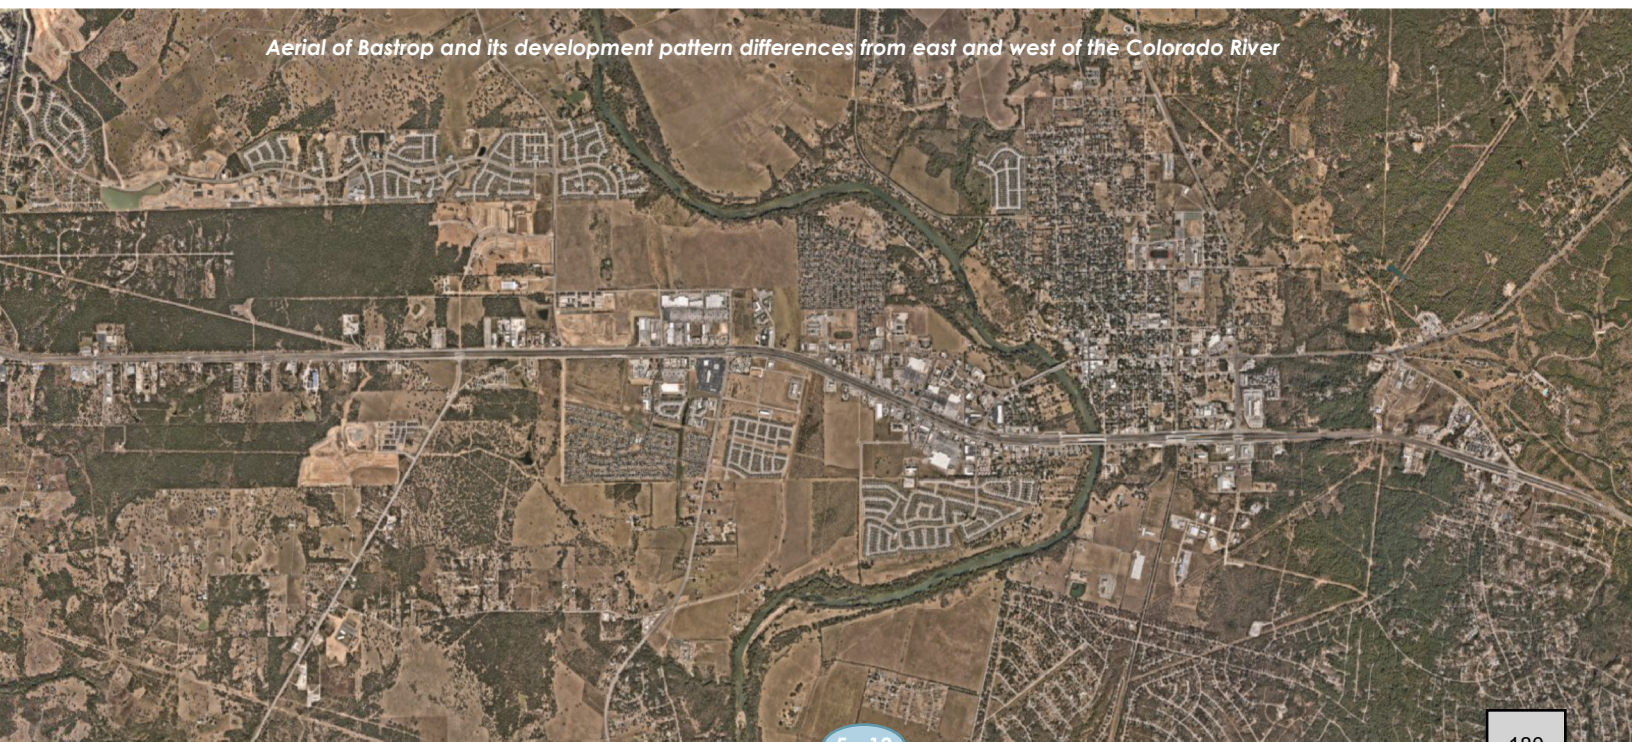 Aerial of Bastrop and its development pattern differences from east and west of the Colorado River